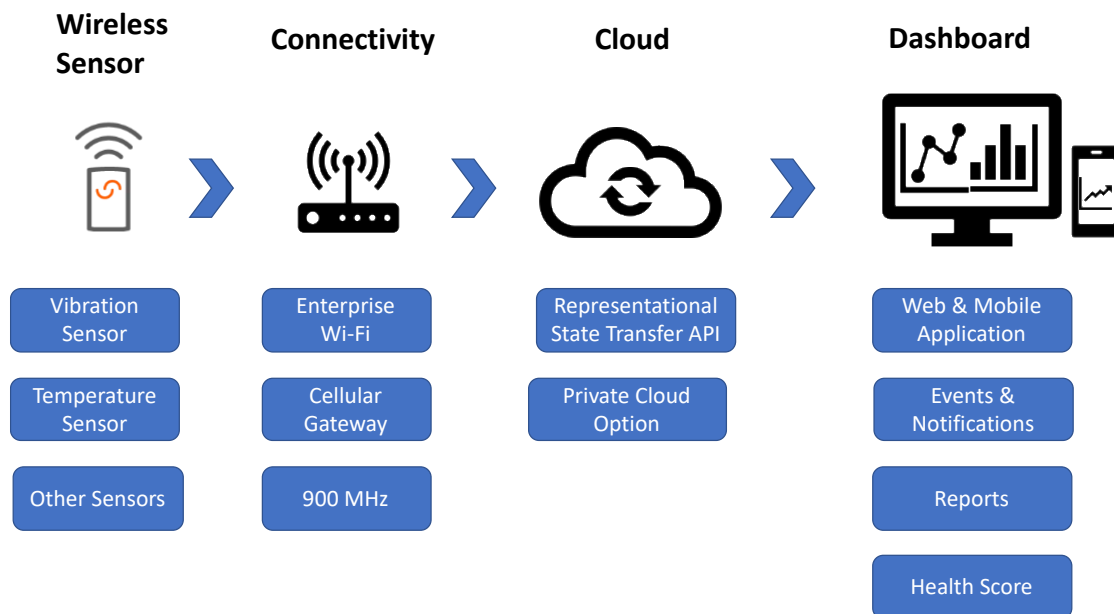 Wireless
Sensor
Connectivity
Cloud
Dashboard
Vibration
Sensor
Temperature
Sensor
Other Sensors
Enterprise
Wi-Fi
Cellular
Gateway
900 MHz
Representational
State Transfer API
Private Cloud
Option
Web & Mobile
Application
Events &
Notifications
Reports
Health Score